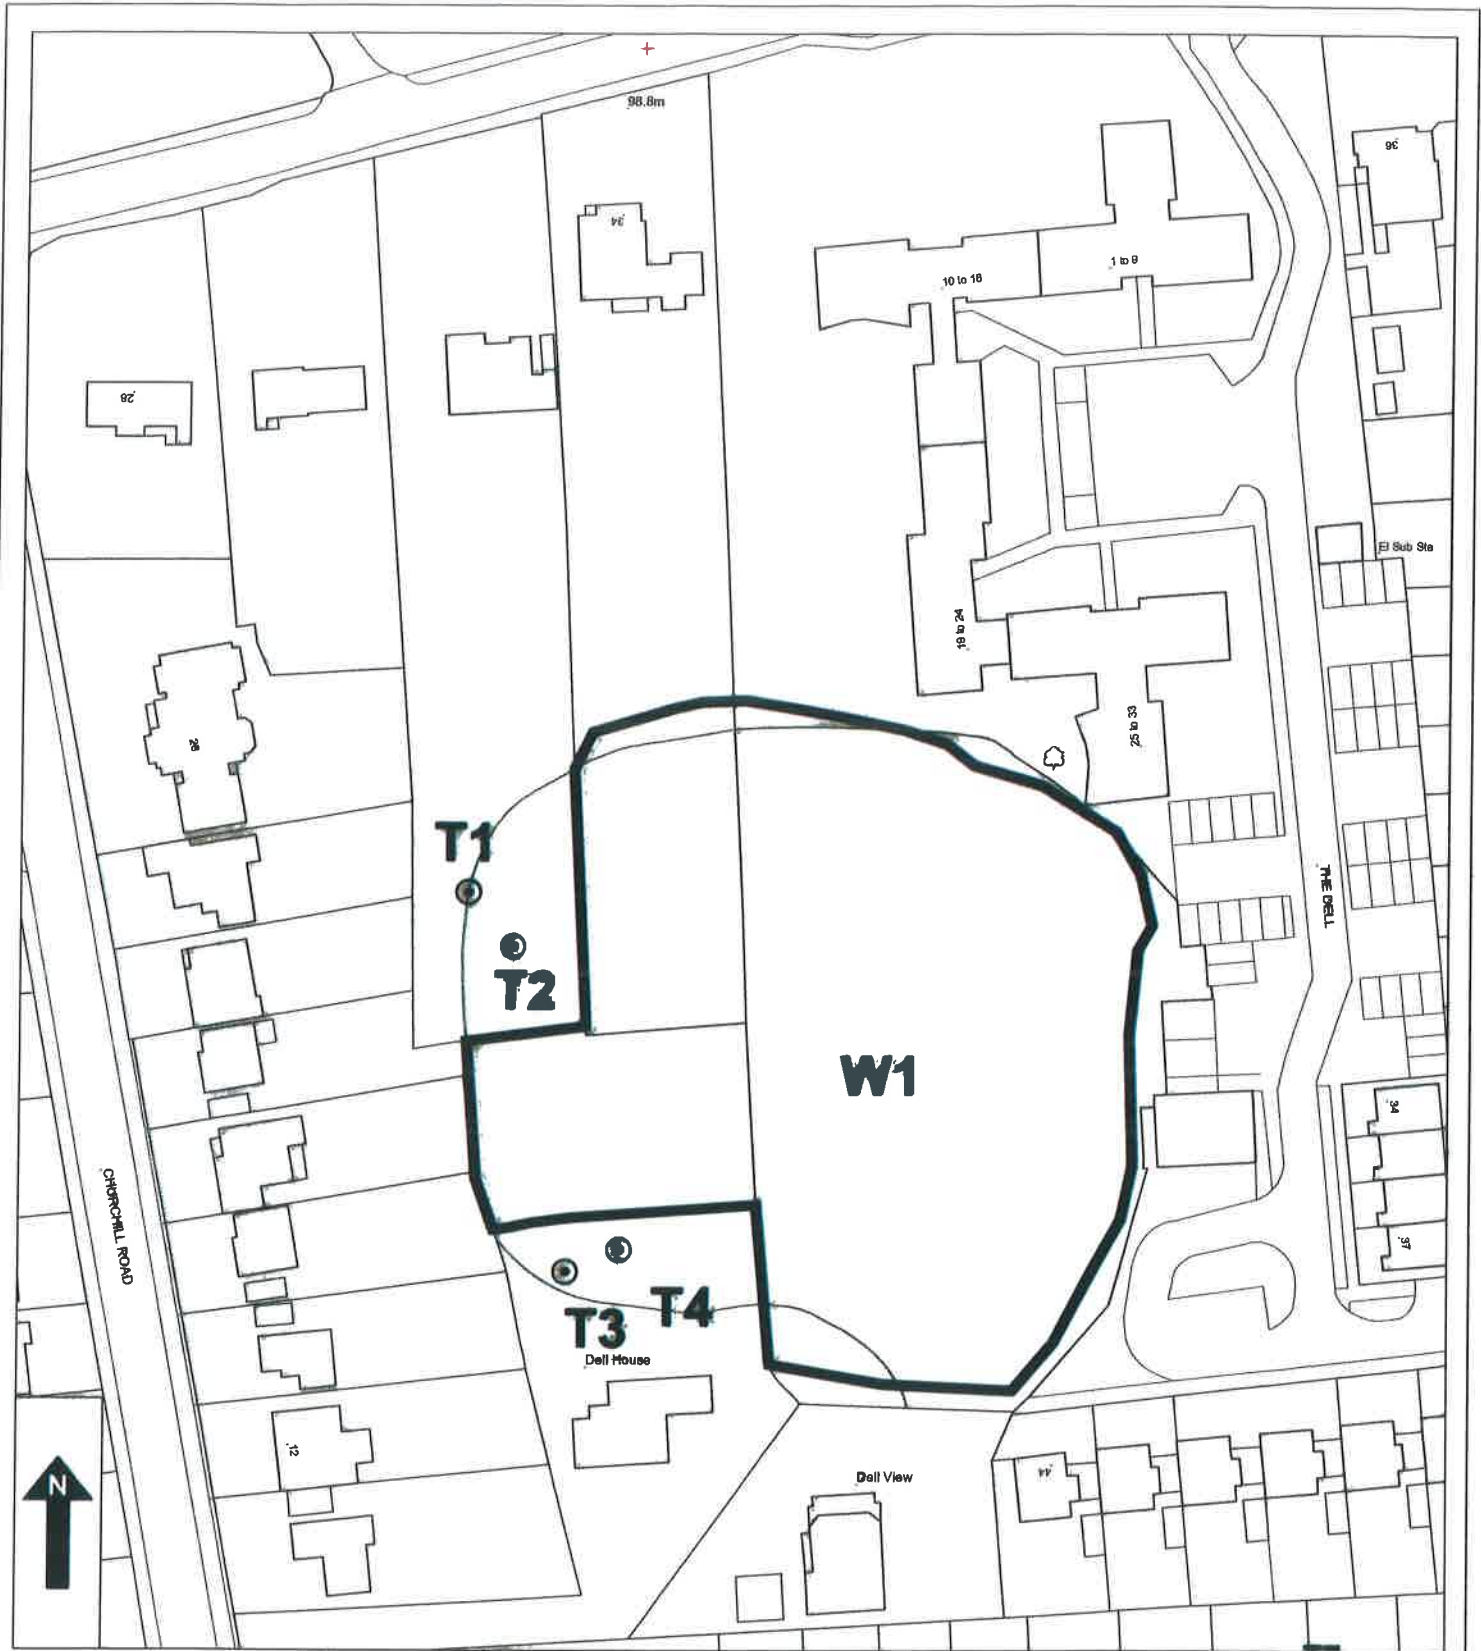 98.8m
36
34
1 to 9
10 to 18
28
El Sub Sta
19 to 24
25 to 33
26
T1
THE DELL
T2
W1
34
CHURCHILL ROAD
37
T4
T3
Dell House
12
N
Dell View
44